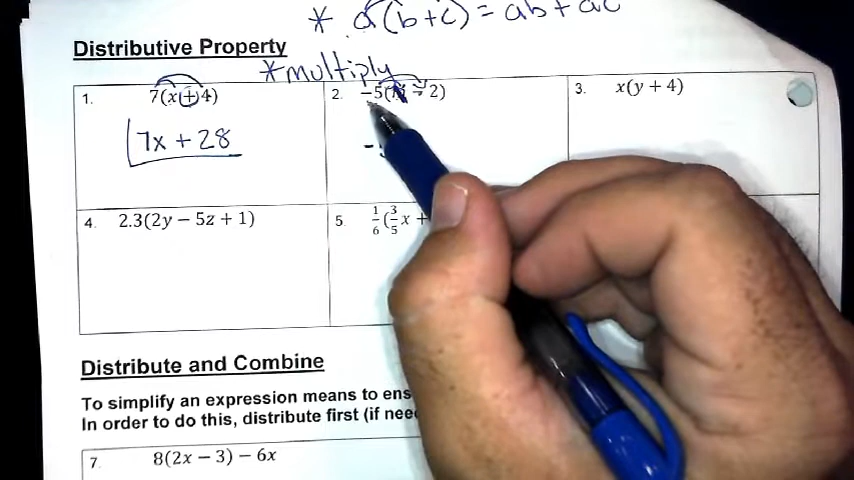 * a(b+c) = ab + ac
Distributive Property
*multiply
1. 7(x + 4)
7x + 28
2. -5( - 2)
-5
3. x(y + 4)
4. 2.3(2y − 5z + 1)
5. 1/6(3/5x +
Distribute and Combine
To simplify an expression means to
In order to do this, distribute first (if
7. 8(2x − 3) − 6x